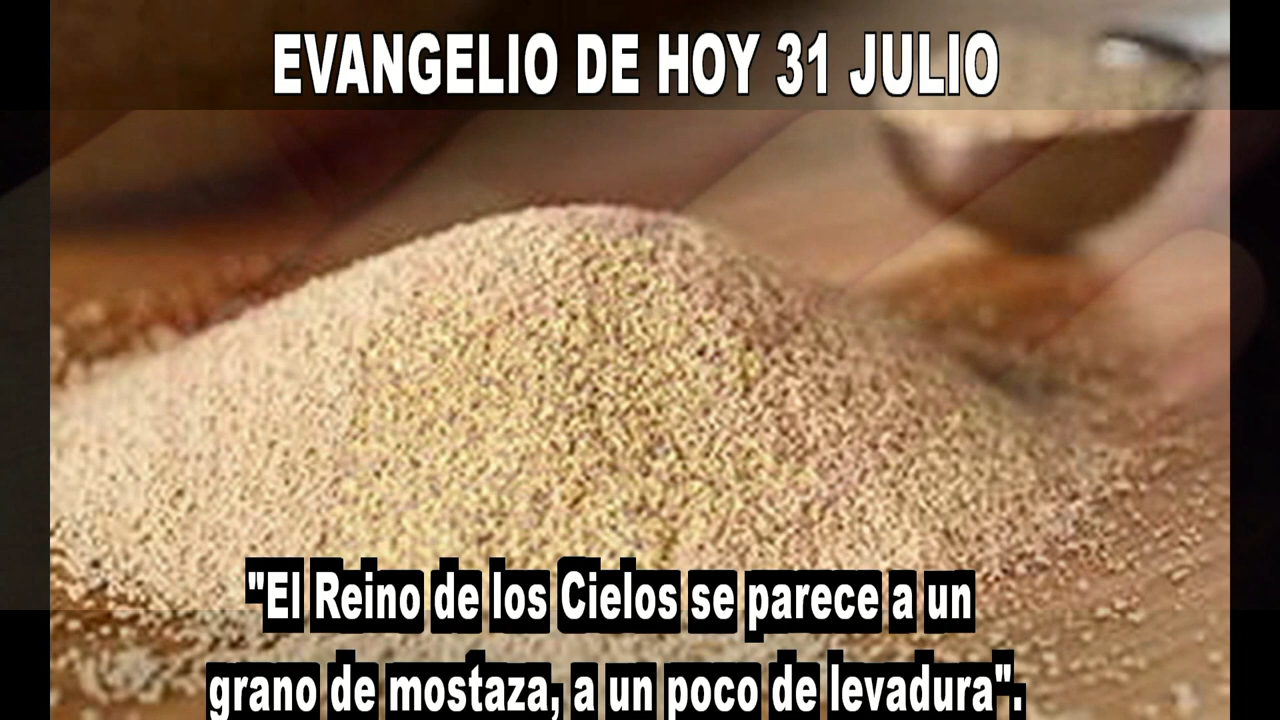 EVANGELIO DE HOY 31 JULIO
"El Reino de los Cielos se parece a un
grano de mostaza, a un poco de levadura".